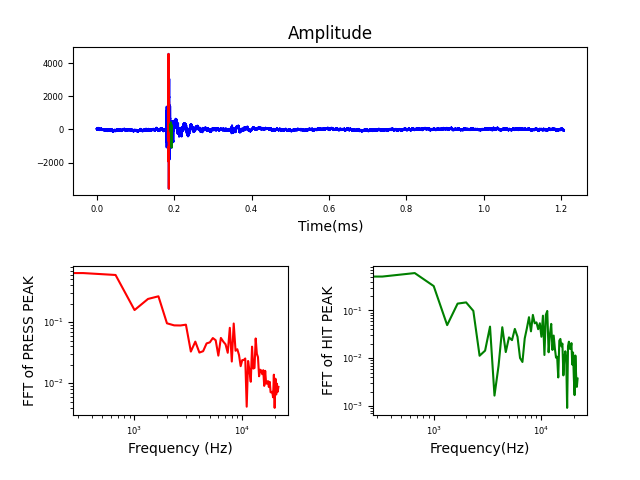 Amplitude
4000
2000
0
−2000
0.0 0.2 0.4 0.6 0.8 1.0 1.2
Time(ms)
FFT of PRESS PEAK
10⁻¹
10⁻²
10³ 10⁴
Frequency (Hz)
FFT of HIT PEAK
10⁻¹
10⁻²
10⁻³
10³ 10⁴
Frequency(Hz)